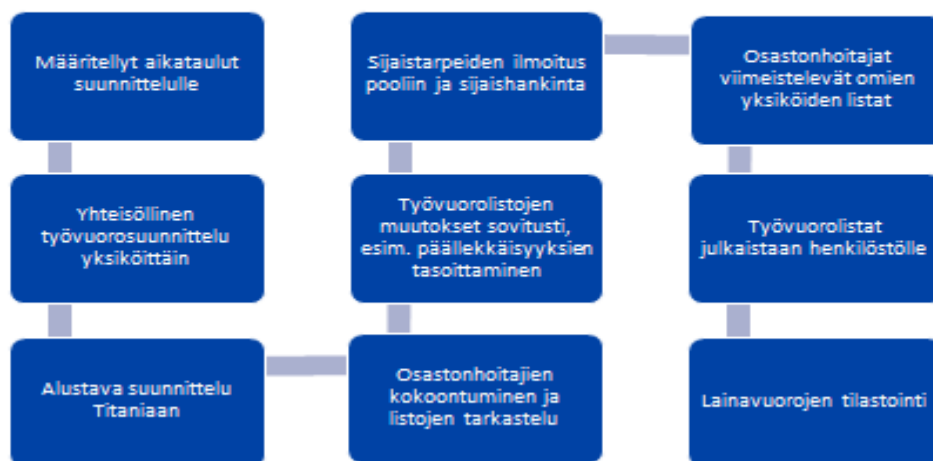 Määritellyt aikataulut
suunnittelulle
Yhteisöllinen
työvuorosuunnittelu
yksiköittäin
Alustava suunnittelu
Titaniaan
Osastonhoitajien
kokoontuminen ja
listojen tarkastelu
Työvuorolistojen
muutokset sovitusti,
esim. päällekkäisyyksien
tasoittaminen
Sijaistarpeiden ilmoitus
pooliin ja sijaishankinta
Osastonhoitajat
viimeistelevät omien
yksiköiden listat
Työvuorolistat
julkaistaan henkilöstölle
Lainavuorojen tilastointi